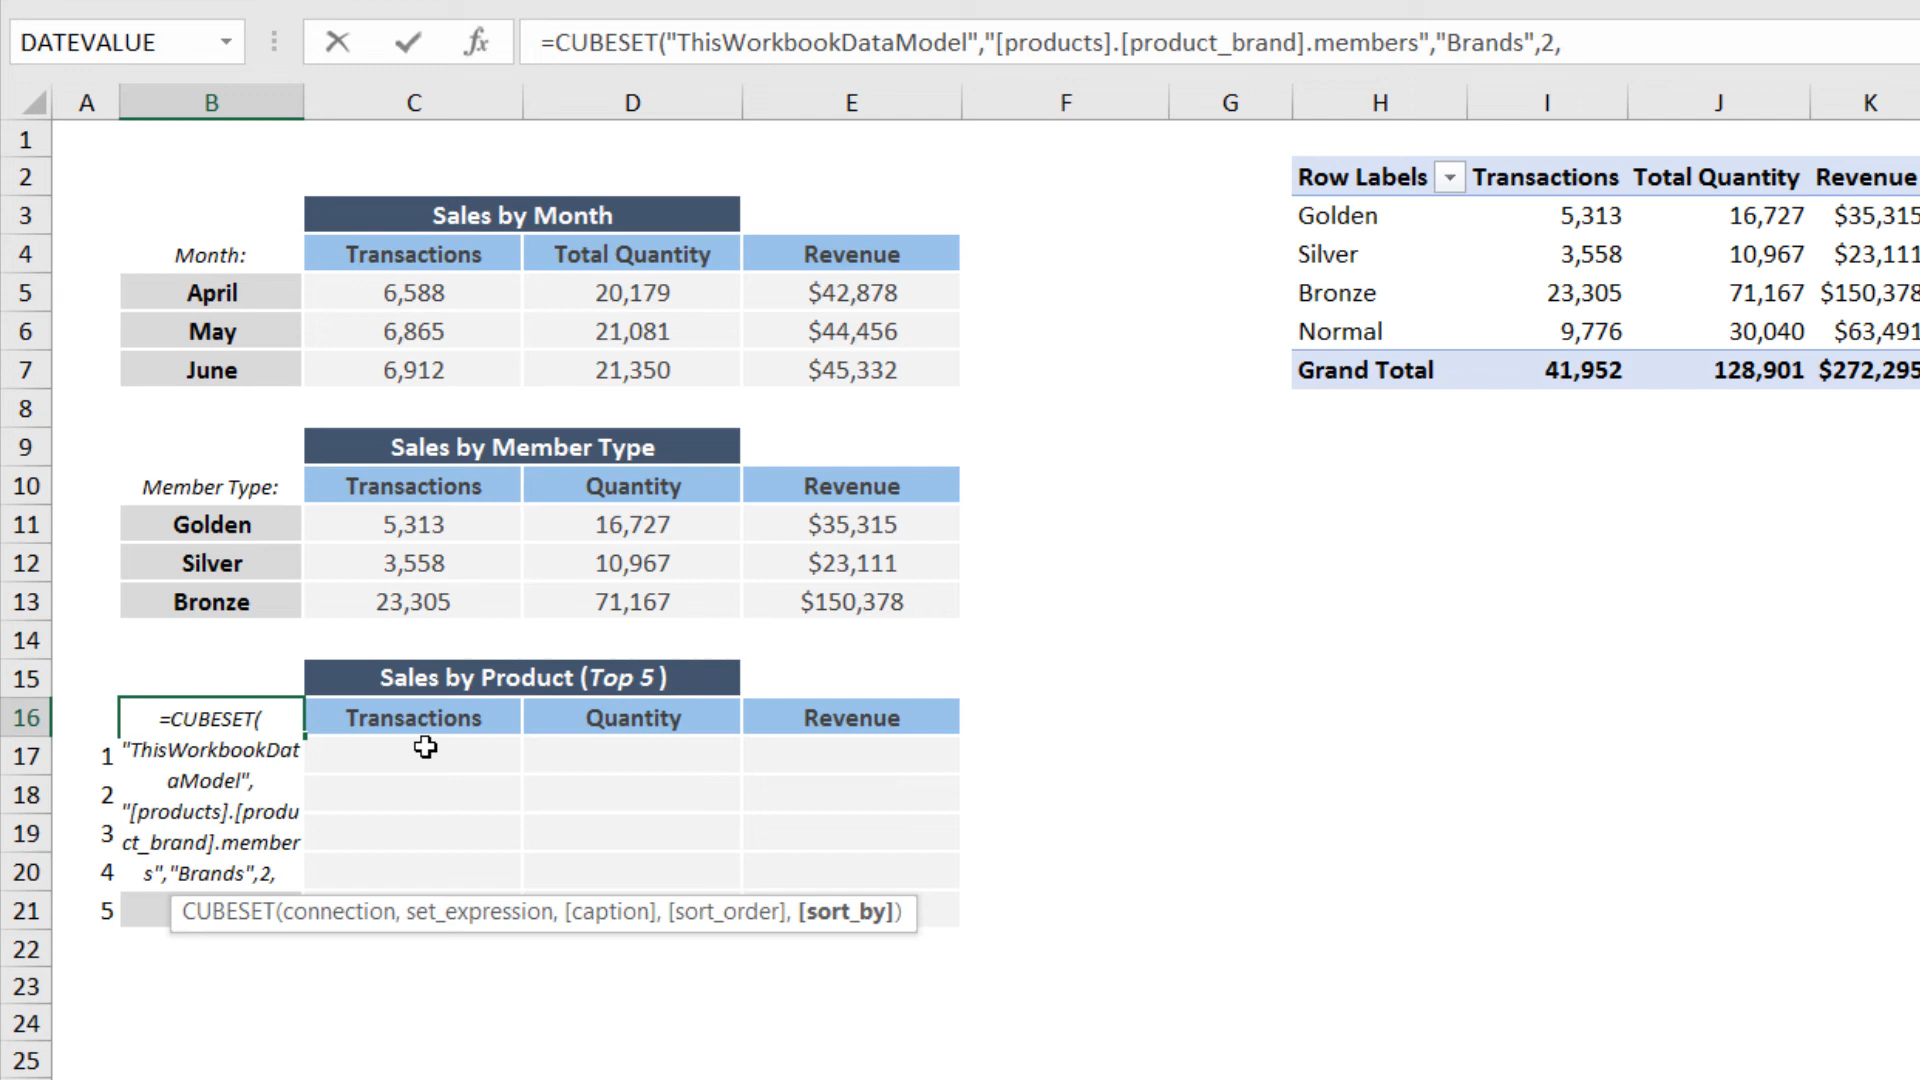 DATEVALUE
fx
=CUBESET("ThisWorkbookDataModel","[products].[product_brand].members","Brands",2,
A B C D E F G H I J K
1
2 Row Labels Transactions Total Quantity Revenue
3 Sales by Month Golden 5,313 16,727 $35,315
4 Month: Transactions Total Quantity Revenue Silver 3,558 10,967 $23,111
5 April 6,588 20,179 $42,878 Bronze 23,305 71,167 $150,378
6 May 6,865 21,081 $44,456 Normal 9,776 30,040 $63,491
7 June 6,912 21,350 $45,332 Grand Total 41,952 128,901 $272,295
8
9 Sales by Member Type
10 Member Type: Transactions Quantity Revenue
11 Golden 5,313 16,727 $35,315
12 Silver 3,558 10,967 $23,111
13 Bronze 23,305 71,167 $150,378
14
15 Sales by Product (Top 5 )
16 =CUBESET( Transactions Quantity Revenue
17 1 "ThisWorkbookDat
aModel",
18 2 "[products].[produ
19 3 ct_brand].member
20 4 s","Brands",2,
21 5 CUBESET(connection, set_expression, [caption], [sort_order], [sort_by])
22
23
24
25